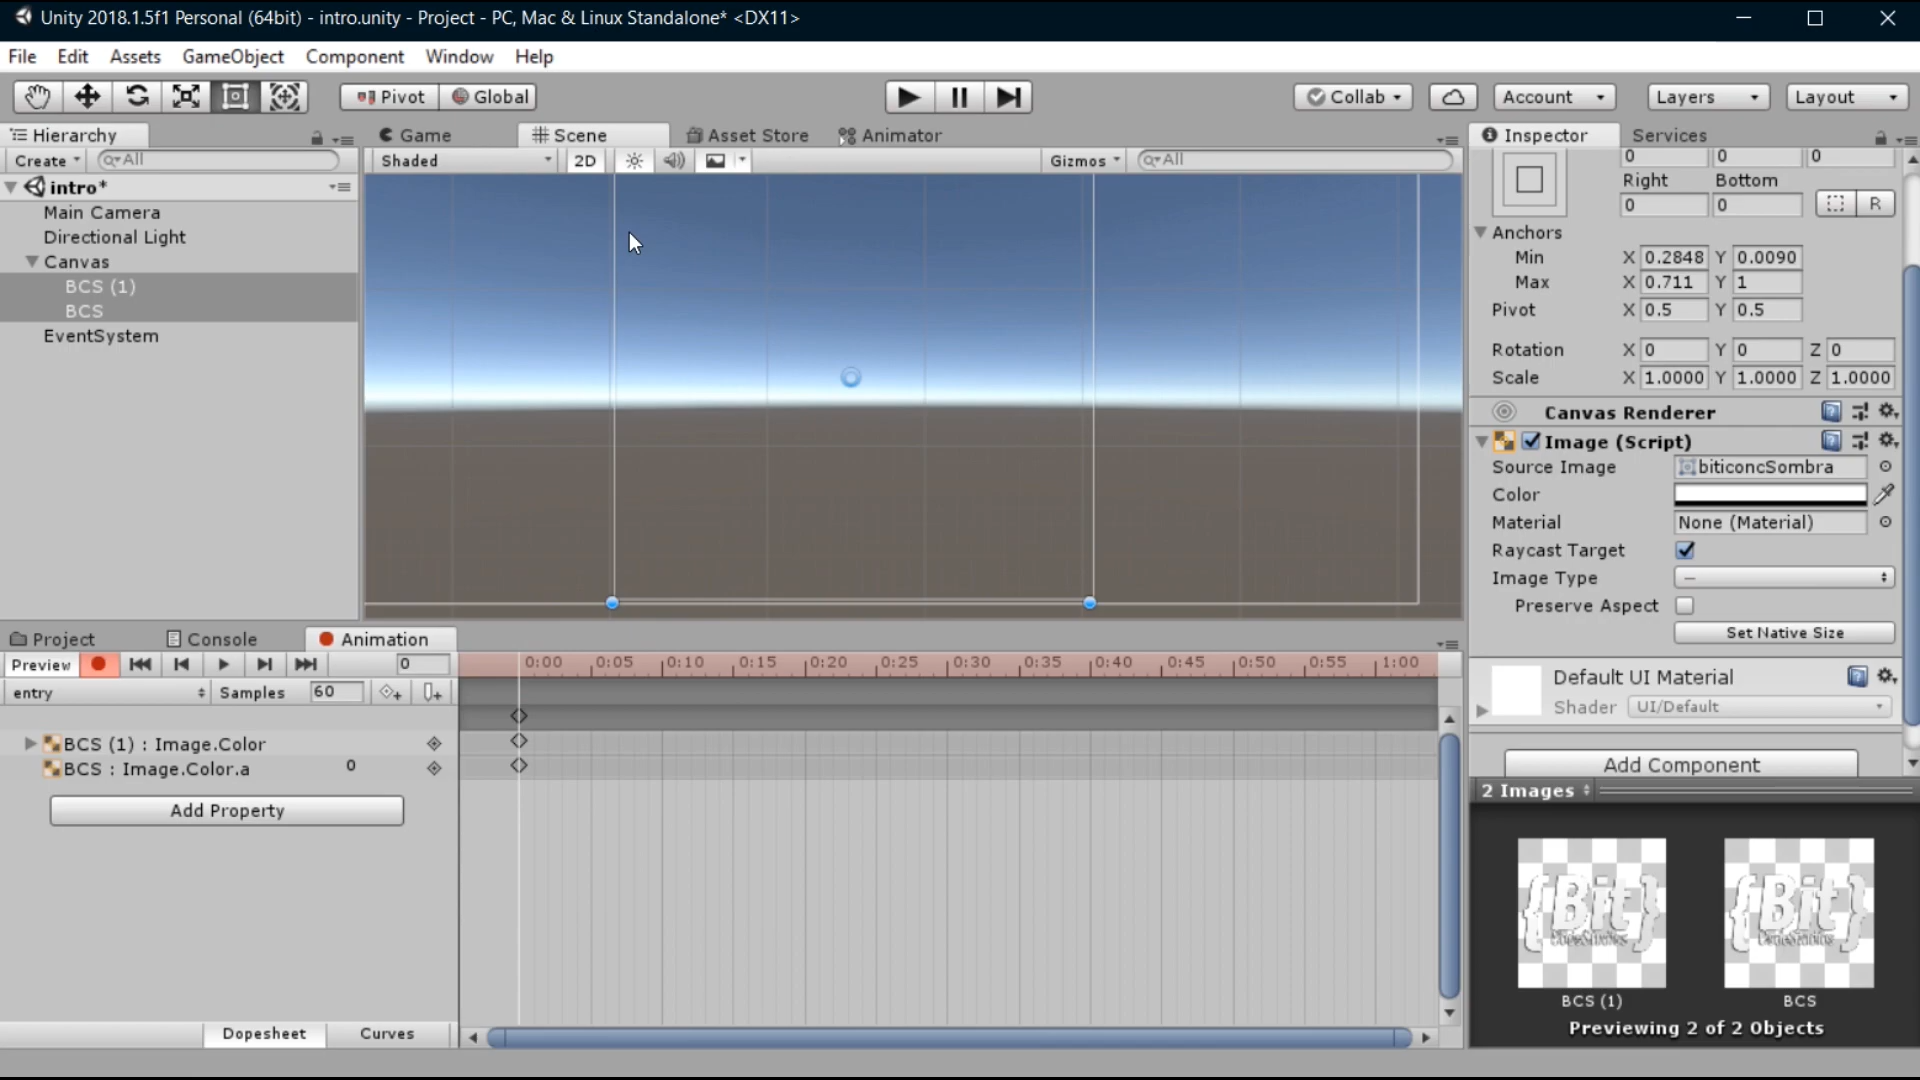 Unity 2018.1.5f1 Personal (64bit) - intro.unity - Project - PC, Mac & Linux Standalone* <DX11>
File Edit Assets GameObject Component Window Help
Pivot Global Collab Account Layers Layout
Hierarchy
Create All
intro*
Main Camera
Directional Light
Canvas
BCS (1)
BCS
EventSystem
Game Scene Asset Store Animator
Shaded 2D Gizmos All
Inspector Services
0 0 0
Right Bottom
0 0 R
Anchors
Min X 0.2848 Y 0.0090
Max X 0.711 Y 1
Pivot X 0.5 Y 0.5
Rotation X 0 Y 0 Z 0
Scale X 1.0000 Y 1.0000 Z 1.0000
Canvas Renderer
Image (Script)
Source Image biticoncSombra
Color
Material None (Material)
Raycast Target
Image Type —
Preserve Aspect
Set Native Size
Default UI Material
Shader UI/Default
Add Component
2 Images
{Bit} {Bit}
BCS (1) BCS
Previewing 2 of 2 Objects
Project Console Animation
Preview 0 0:00 0:05 0:10 0:15 0:20 0:25 0:30 0:35 0:40 0:45 0:50 0:55 1:00
entry Samples 60
BCS (1) : Image.Color
BCS : Image.Color.a 0
Add Property
Dopesheet Curves